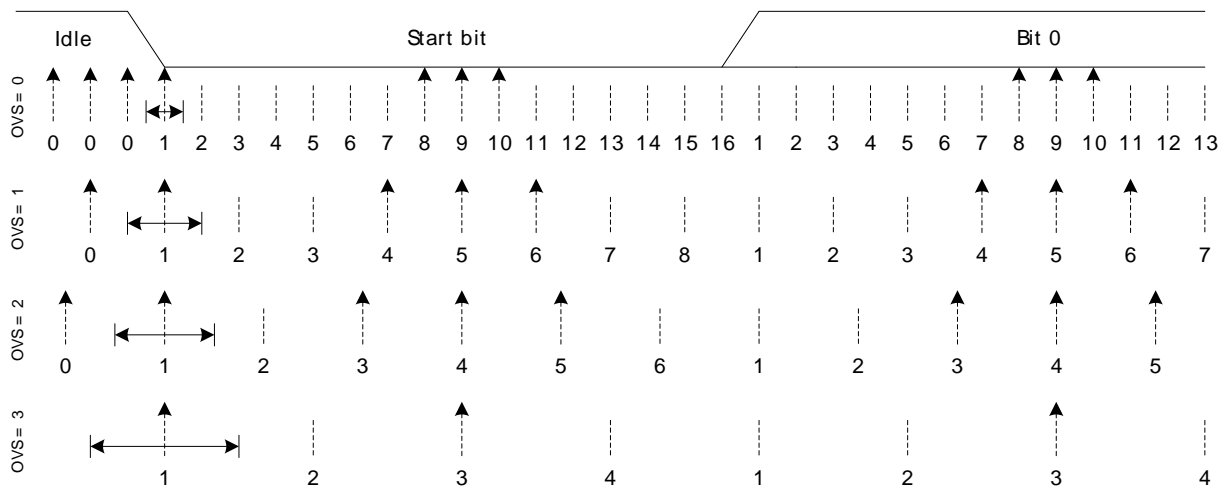 Idle Start bit Bit 0
OVS = 0
0 0 0 1 2 3 4 5 6 7 8 9 10 11 12 13 14 15 16 1 2 3 4 5 6 7 8 9 10 11 12 13
OVS = 1
0 1 2 3 4 5 6 7 8 1 2 3 4 5 6 7
OVS = 2
0 1 2 3 4 5 6 1 2 3 4 5
OVS = 3
1 2 3 4 1 2 3 4